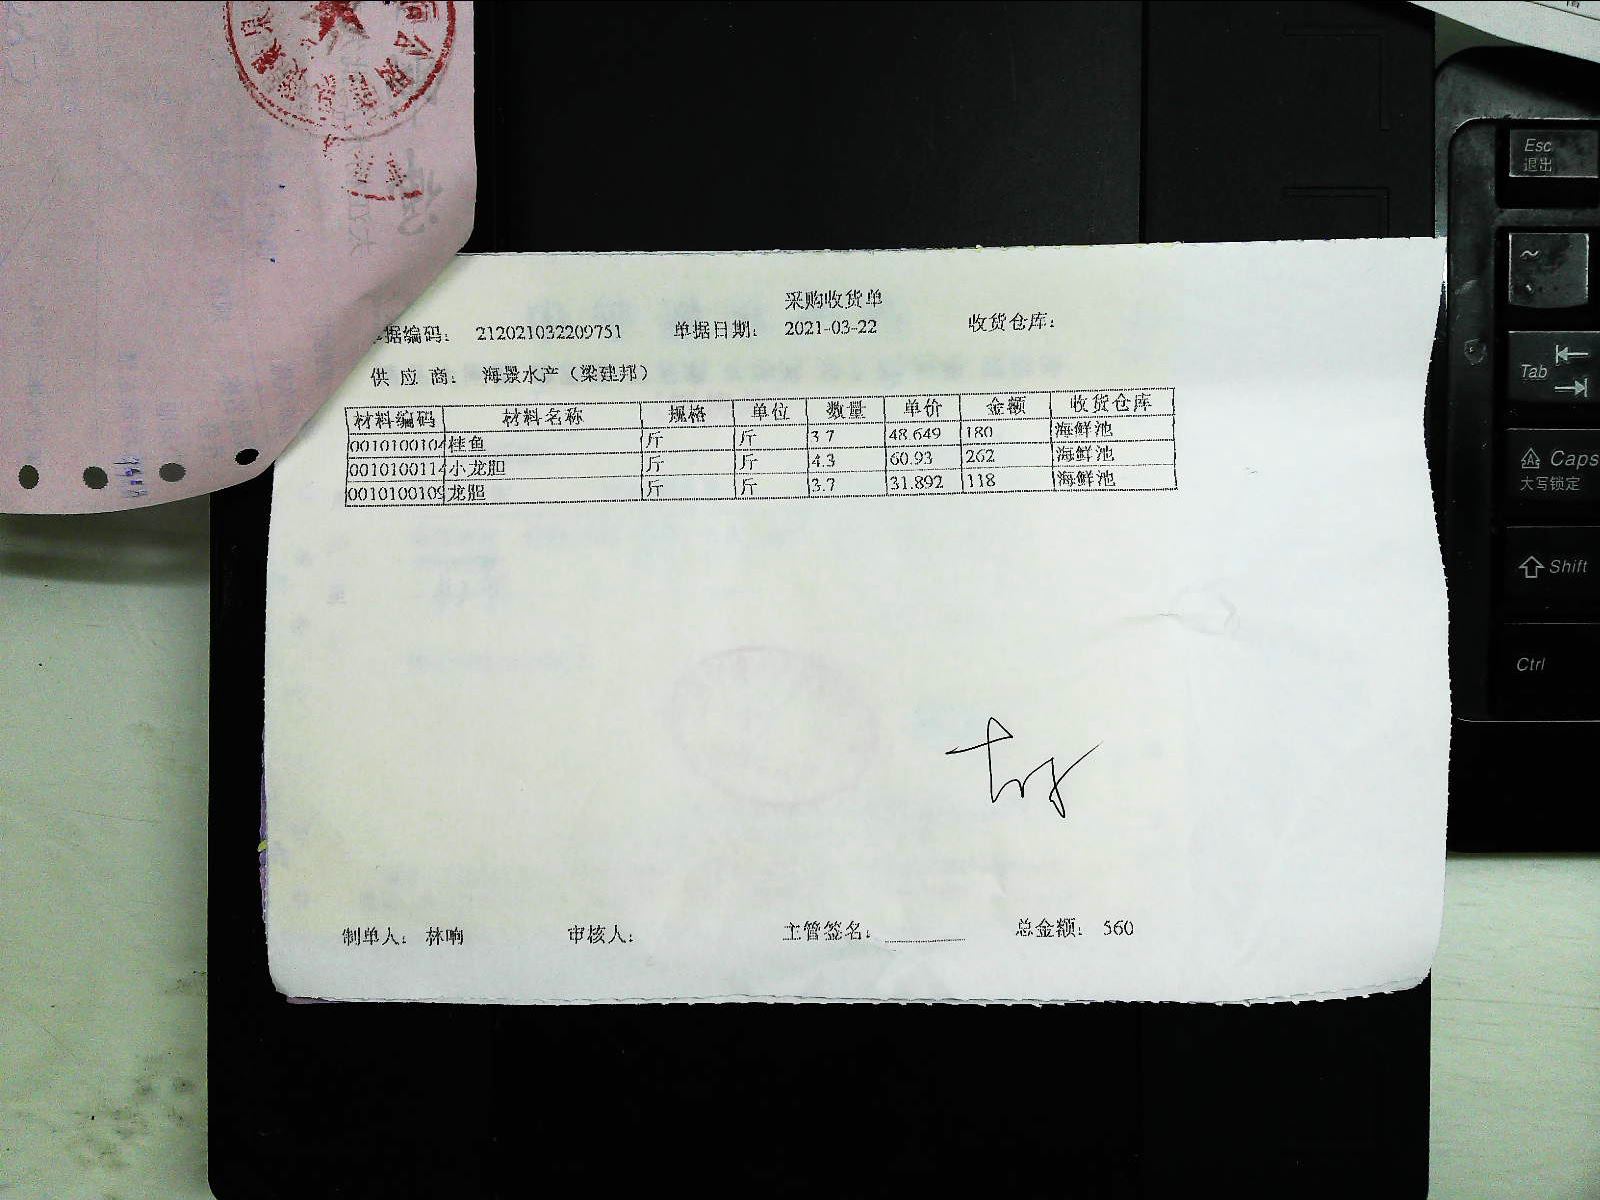 采购收货单
据编码： 212021032209751 单据日期： 2021-03-22 收货仓库：
供 应 商： 海景水产（梁建邦）
材料编码 材料名称 规格 单位 数量 单价 金额 收货仓库
0010100104 桂鱼 斤 斤 3.7 48.649 180 海鲜池
0010100114 小龙胆 斤 斤 4.3 60.93 262 海鲜池
0010100109 龙胆 斤 斤 3.7 31.892 118 海鲜池
制单人： 林响 审核人： 主管签名： 总金额： 560
Esc
退出
~
Tab
Caps
大写锁定
Shift
Ctrl